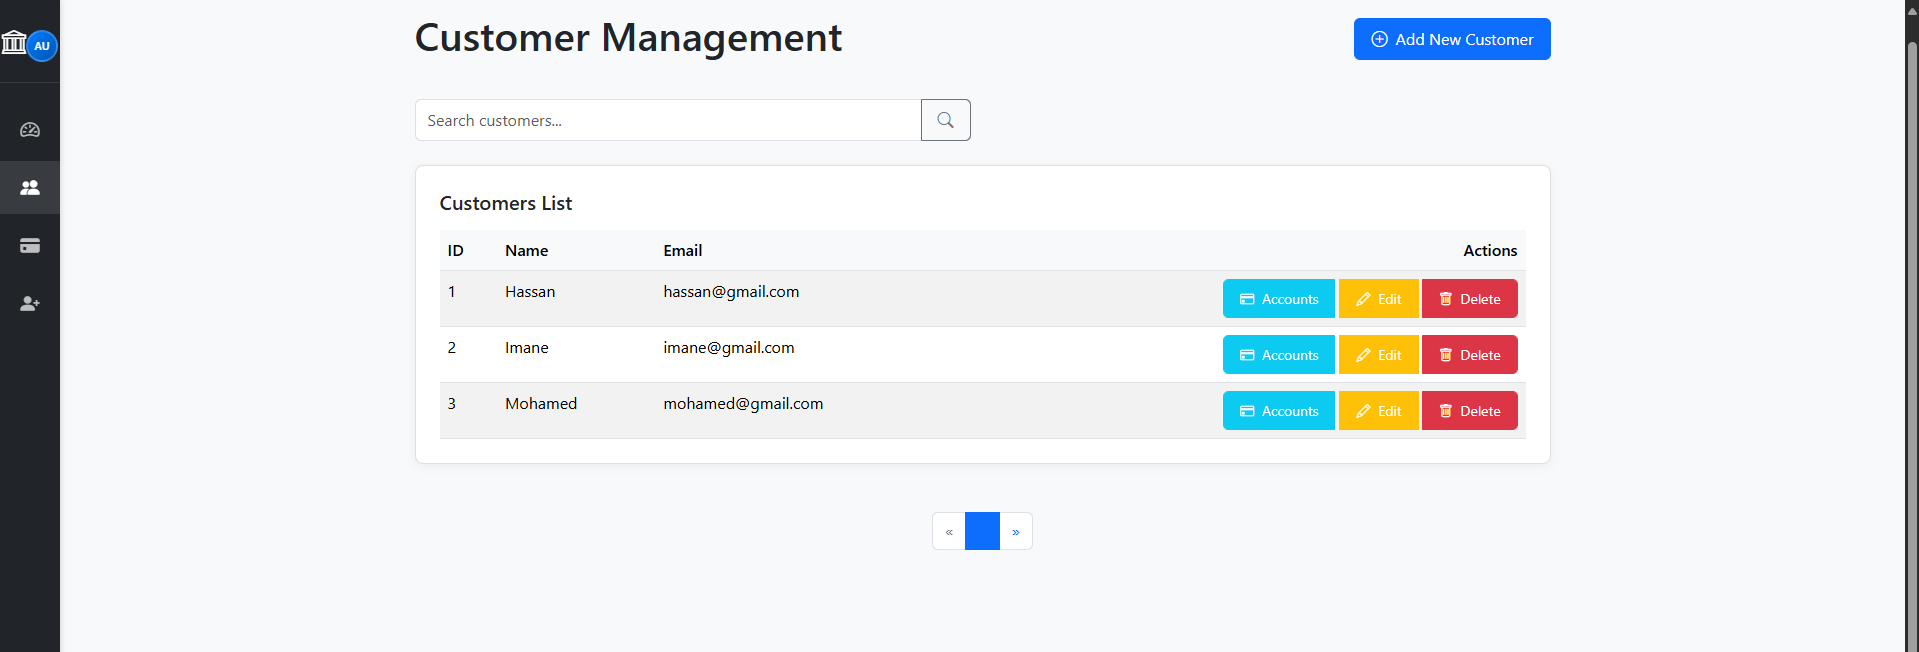 AU
Customer Management
Add New Customer
Search customers...
Customers List
ID Name Email Actions
1 Hassan hassan@gmail.com Accounts Edit Delete
2 Imane imane@gmail.com Accounts Edit Delete
3 Mohamed mohamed@gmail.com Accounts Edit Delete
« »